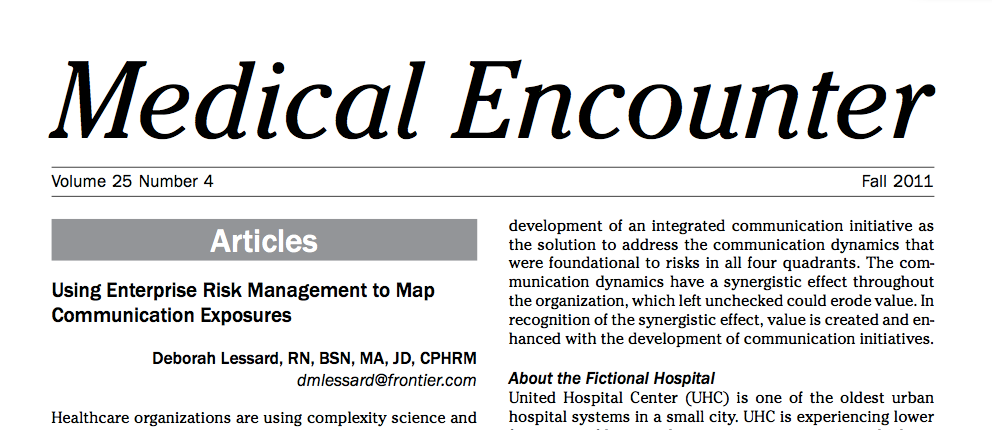 Medical Encounter
Volume 25 Number 4
Fall 2011
Articles
Using Enterprise Risk Management to Map
Communication Exposures
Deborah Lessard, RN, BSN, MA, JD, CPHRM
dmlessard@frontier.com
Healthcare organizations are using complexity science and
development of an integrated communication initiative as
the solution to address the communication dynamics that
were foundational to risks in all four quadrants. The com-
munication dynamics have a synergistic effect throughout
the organization, which left unchecked could erode value. In
recognition of the synergistic effect, value is created and en-
hanced with the development of communication initiatives.
About the Fictional Hospital
United Hospital Center (UHC) is one of the oldest urban
hospital systems in a small city. UHC is experiencing lower